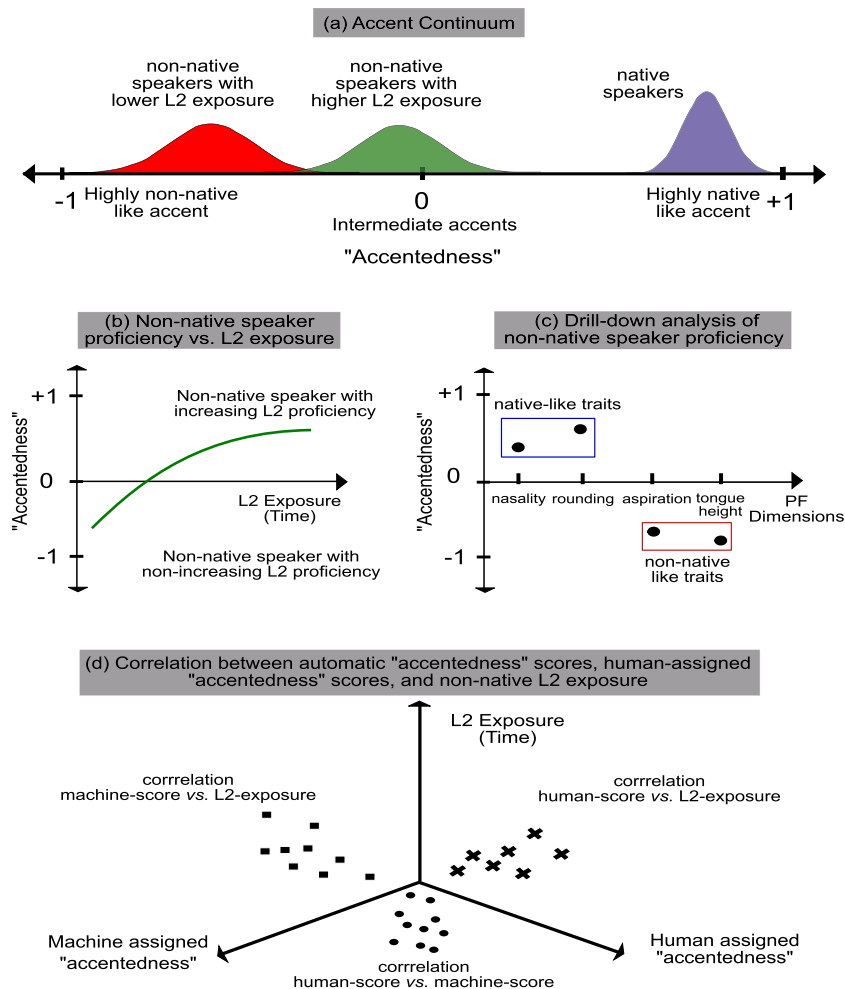 (a) Accent Continuum
non-native
speakers with
lower L2 exposure
non-native
speakers with
higher L2 exposure
native
speakers
-1
Highly non-native
like accent
0
Intermediate accents
Highly native
like accent
+1
"Accentedness"
(b) Non-native speaker
proficiency vs. L2 exposure
"Accentedness"
+1
0
-1
Non-native speaker with
increasing L2 proficiency
L2 Exposure
(Time)
Non-native speaker with
non-increasing L2 proficiency
(c) Drill-down analysis of
non-native speaker proficiency
"Accentedness"
+1
0
-1
native-like traits
nasality
rounding
aspiration
tongue
height
PF
Dimensions
non-native
like traits
(d) Correlation between automatic "accentedness" scores, human-assigned
"accentedness" scores, and non-native L2 exposure
L2 Exposure
(Time)
corrrelation
machine-score vs. L2-exposure
corrrelation
human-score vs. L2-exposure
Machine assigned
"accentedness"
Human assigned
"accentedness"
corrrelation
human-score vs. machine-score